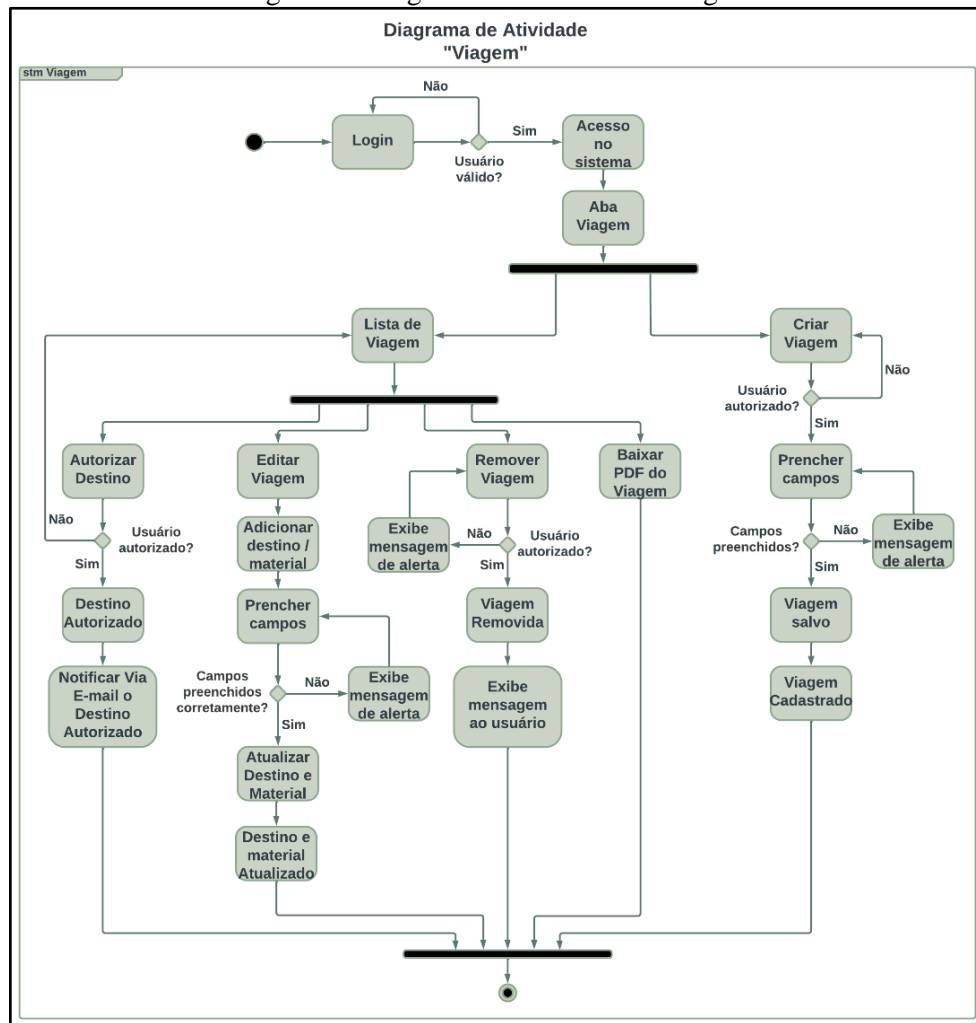 Diagrama de Atividade
"Viagem"
stm Viagem
Não
Login
Sim
Usuário
válido?
Acesso
no
sistema
Aba
Viagem
Lista de
Viagem
Criar
Viagem
Não
Usuário
autorizado?
Sim
Autorizar
Destino
Editar
Viagem
Remover
Viagem
Baixar
PDF do
Viagem
Prencher
campos
Não
Usuário
autorizado?
Sim
Adicionar
destino /
material
Exibe
mensagem
de alerta
Não
Usuário
autorizado?
Sim
Campos
preenchidos?
Não
Sim
Exibe
mensagem
de alerta
Destino
Autorizado
Prencher
campos
Viagem
Removida
Viagem
salvo
Notificar Via
E-mail o
Destino
Autorizado
Campos
preenchidos
corretamente?
Não
Sim
Exibe
mensagem
de alerta
Exibe
mensagem
ao usuário
Viagem
Cadastrado
Atualizar
Destino e
Material
Destino e
material
Atualizado